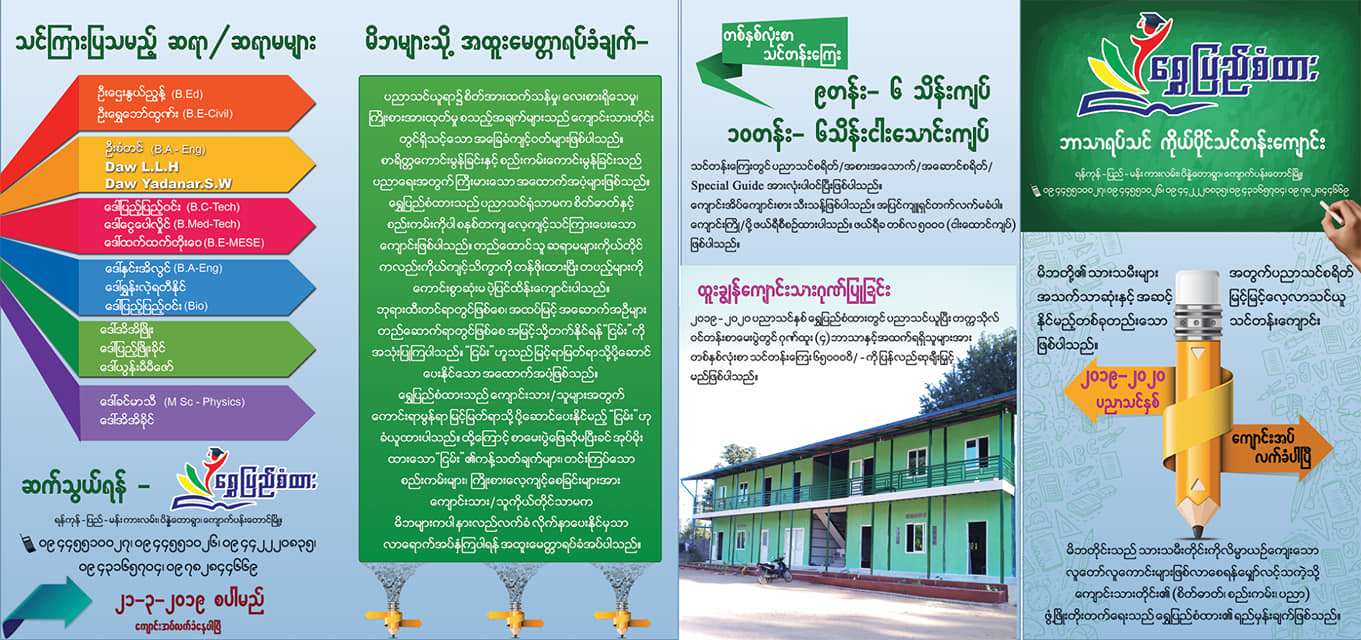 သင်ကြားပြသမည့် ဆရာ/ဆရာမများ
ဦးဌေးနွယ်ညွန့် (B.Ed)
ဦးရွှေဘော်ထွဏ်း (B.E-Civil)
ဦးစံတင် (B.A - Eng)
Daw L.L.H
Daw Yadanar.S.W
ဒေါ်ပြည့်ပြည့်ဝင်း (B.C-Tech)
ဒေါ်ငွေပေါ်လှိုင် (B.Med-Tech)
ဒေါ်ထက်ထက်တိုးဝေ (B.E-MESE)
ဒေါ်နှင်းအိလွင် (B.A-Eng)
ဒေါ်ရွှန်းလဲ့ရတီနိုင်
ဒေါ်ပြည့်ပြည့်ဝင်း (Bio)
ဒေါ်အိအိဖြိုး
ဒေါ်ပြည့်ဖြိုးခိုင်
ဒေါ်ယွန်းမီမီဇော်
ဒေါ်ခင်မာသီ (M Sc - Physics)
ဒေါ်အိအိခိုင်
ဆက်သွယ်ရန် -
ရွှေပြည်စံထား
ရန်ကုန် - ပြည် - မန်းကားလမ်း၊ ပိန္နဲတောရွာ၊ ကျောက်ပန်းတောင်းမြို့။
၀၉ ၄၄၅၅၁၀၀၂၇၊ ၀၉ ၄၄၅၅၁၀၀၂၆၊ ၀၉ ၄၄၂၂၂၀၈၃၅၊
၀၉ ၄၃၁၆၅၇၀၄၊ ၀၉ ၇၈၂၈၄၄၆၆၉
၂၁-၃-၂၀၁၉ စပါမည်
ကျောင်းအပ်လက်ခံနေပါပြီ
မိဘများသို့ အထူးမေတ္တာရပ်ခံချက်-
ပညာသင်ယူရာ၌ စိတ်အားထက်သန်မှု၊ လေးစားရိုသေမှု၊
ကြိုးစားအားထုတ်မှု စသည့်အချက်များသည် ကျောင်းသားတိုင်း
တွင်ရှိသင့်သော အခြေခံကျင့်ဝတ်များဖြစ်ပါသည်။
စာရိတ္တကောင်းမွန်ခြင်းနှင့် စည်းကမ်းကောင်းမွန်ခြင်းသည်
ပညာရေးအတွက် ကြီးမားသော အထောက်အပံ့များဖြစ်သည်။
ရွှေပြည်စံထားသည် ပညာသင်ရုံသာမက စိတ်ဓာတ်နှင့်
စည်းကမ်းကိုပါ စနစ်တကျ လေ့ကျင့်သင်ကြားပေးသော
ကျောင်းဖြစ်ပါသည်။ တည်ထောင်သူ ဆရာမများကိုယ်တိုင်
ကလည်းကိုယ်ကျင့်သိက္ခာကို တန်ဖိုးထားပြီး တပည့်များကို
ကောင်းစွာဆုံးမ ပဲ့ပြင်ထိန်းကျောင်းပါသည်။
ဘုရားထီးတင်ရာတွင်ဖြစ်စေ၊ အထပ်မြင့် အဆောက်အဦများ
တည်ဆောက်ရာတွင်ဖြစ်စေ အမြင့်သို့တက်နိုင်ရန် "ငြမ်း" ကို
အသုံးပြုကြပါသည်။ "ငြမ်း" ဟူသည် မြင့်ရာမြတ်ရာသို့ပို့ဆောင်
ပေးနိုင်သော အထောက်အပံ့ဖြစ်သည်။
ရွှေပြည်စံထားသည် ကျောင်းသား/သူများအတွက်
ကောင်းရာမွန်ရာ မြင့်မြတ်ရာသို့ ပို့ဆောင်ပေးနိုင်မည့် "ငြမ်း" ဟု
ခံယူထားပါသည်။ ထို့ကြောင့် စာမေးပွဲဖြေဆိုမပြီးခင် အုပ်မိုး
ထားသော "ငြမ်း" ၏ကန့်သတ်ချက်များ၊ တင်းကြပ်သော
စည်းကမ်းများ၊ ကြိုးစားလေ့ကျင့်စေခြင်းများအား
ကျောင်းသား/သူကိုယ်တိုင်သာမက
မိဘများကပါ နားလည်လက်ခံ လိုက်နာပေးနိုင်မှသာ
လာရောက်အပ်နှံကြပါရန် အထူးမေတ္တာရပ်ခံအပ်ပါသည်။
တစ်နှစ်လုံးစာ
သင်တန်းကြေး
၉တန်း- ၆ သိန်းကျပ်
၁၀တန်း- ၆သိန်းငါးသောင်းကျပ်
သင်တန်းကြေးတွင် ပညာသင်စရိတ်/အစားအသောက်/အဆောင်စရိတ်/
Special Guide အားလုံးပါဝင်ပြီးဖြစ်ပါသည်။
ကျောင်းအိပ်ကျောင်းစား သီးသန့်ဖြစ်ပါသည်။ အပြင်ကျူရှင်တက်လက်မခံပါ။
ကျောင်းကြို/ပို့ ဖယ်ရီစီစဉ်ထားပါသည်။ ဖယ်ရီခ တစ်လ ၅၀၀၀ (ငါးထောင်ကျပ်)
ဖြစ်ပါသည်။
ထူးချွန်ကျောင်းသားဂုဏ်ပြုခြင်း
၂၀၁၉ - ၂၀၂၀ ပညာသင်နှစ် ရွှေပြည်စံထားတွင် ပညာသင်ယူပြီး တက္ကသိုလ်
ဝင်တန်းစာမေးပွဲတွင် ဂုဏ်ထူး (၄) ဘာသာနှင့်အထက်ရရှိသူများအား
တစ်နှစ်လုံးစာ သင်တန်းကြေး ၆၅၀၀၀၀ိ/- ကို ပြန်လည်ဆုချီးမြှင့်
မည်ဖြစ်ပါသည်။
ရွှေပြည်စံထား
ဘာသာရပ်သင် ကိုယ်ပိုင်သင်တန်းကျောင်း
ရန်ကုန် - ပြည် - မန်းကားလမ်း၊ ပိန္နဲတောရွာ၊ ကျောက်ပန်းတောင်းမြို့
၀၉ ၄၄၅၅၁၀၀၂၇၊ ၀၉ ၄၄၅၅၁၀၀၂၆၊ ၀၉ ၄၄၂၂၂၀၈၃၅၊ ၀၉ ၄၃၁၆၅၇၀၄၊ ၀၉ ၇၈၂၈၄၄၆၆၉
မိဘတို့၏ သားသမီးများ အတွက်ပညာသင်စရိတ်
အသက်သာဆုံးနှင့် အဆင့် မြင့်မြင့်လေ့လာသင်ယူ
နိုင်မည့်တစ်ခုတည်းသော သင်တန်းကျောင်း
ဖြစ်ပါသည်။
၂၀၁၉-၂၀၂၀
ပညာသင်နှစ်
ကျောင်းအပ်
လက်ခံပါပြီ
မိဘတိုင်းသည် သားသမီးတိုင်းကိုလိမ္မာယဉ်ကျေးသော
လူတော်လူကောင်းများဖြစ်လာစေရန်မျှော်လင့်သကဲ့သို့
ကျောင်းသားတိုင်း၏ (စိတ်ဓာတ်၊ စည်းကမ်း၊ ပညာ)
ဖွံ့ဖြိုးတိုးတက်ရေးသည် ရွှေပြည်စံထား၏ ရည်မှန်းချက်ဖြစ်ပါသည်။